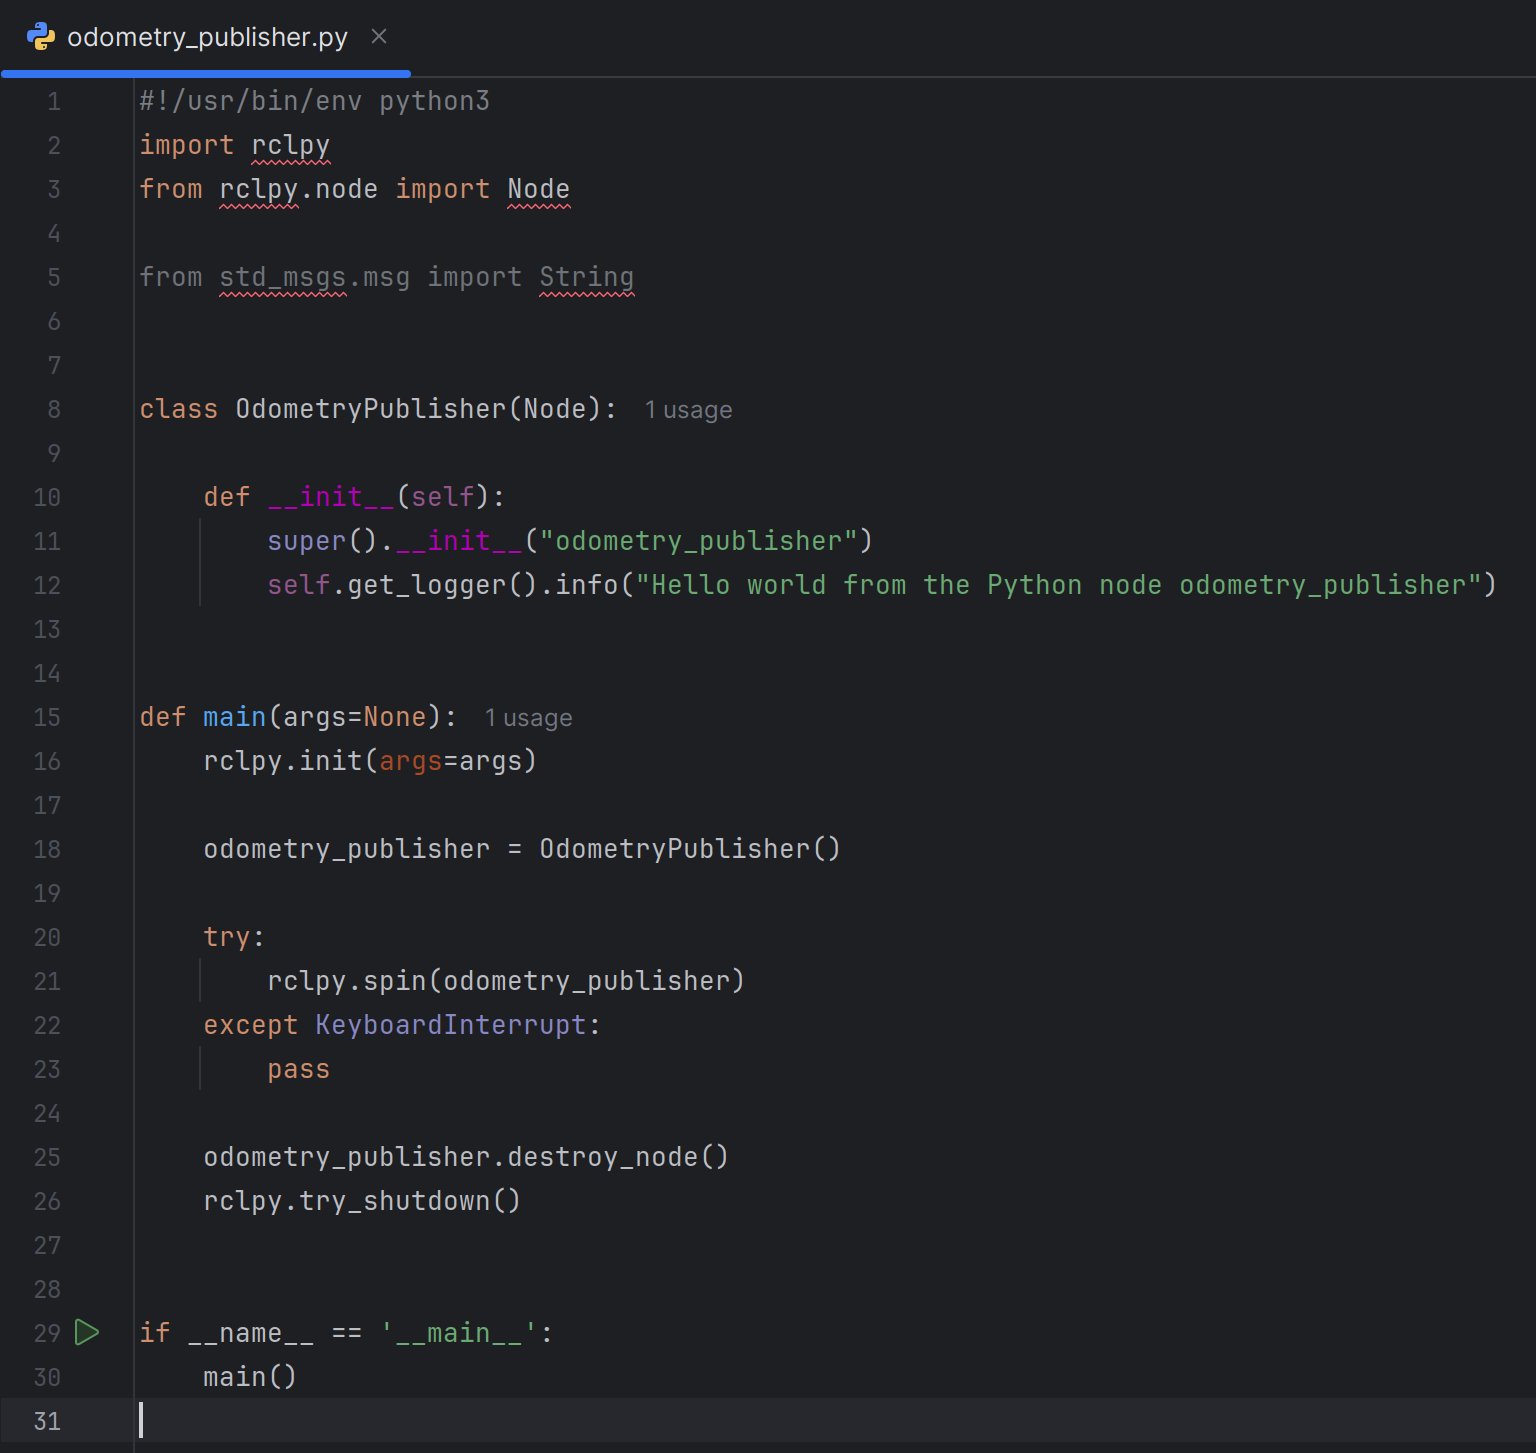 odometry_publisher.py
1 #!/usr/bin/env python3
2 import rclpy
3 from rclpy.node import Node
4
5 from std_msgs.msg import String
6
7
8 class OdometryPublisher(Node): 1 usage
9
10     def __init__(self):
11         super().__init__("odometry_publisher")
12         self.get_logger().info("Hello world from the Python node odometry_publisher")
13
14
15 def main(args=None): 1 usage
16     rclpy.init(args=args)
17
18     odometry_publisher = OdometryPublisher()
19
20     try:
21         rclpy.spin(odometry_publisher)
22     except KeyboardInterrupt:
23         pass
24
25     odometry_publisher.destroy_node()
26     rclpy.try_shutdown()
27
28
29 if __name__ == '__main__':
30     main()
31